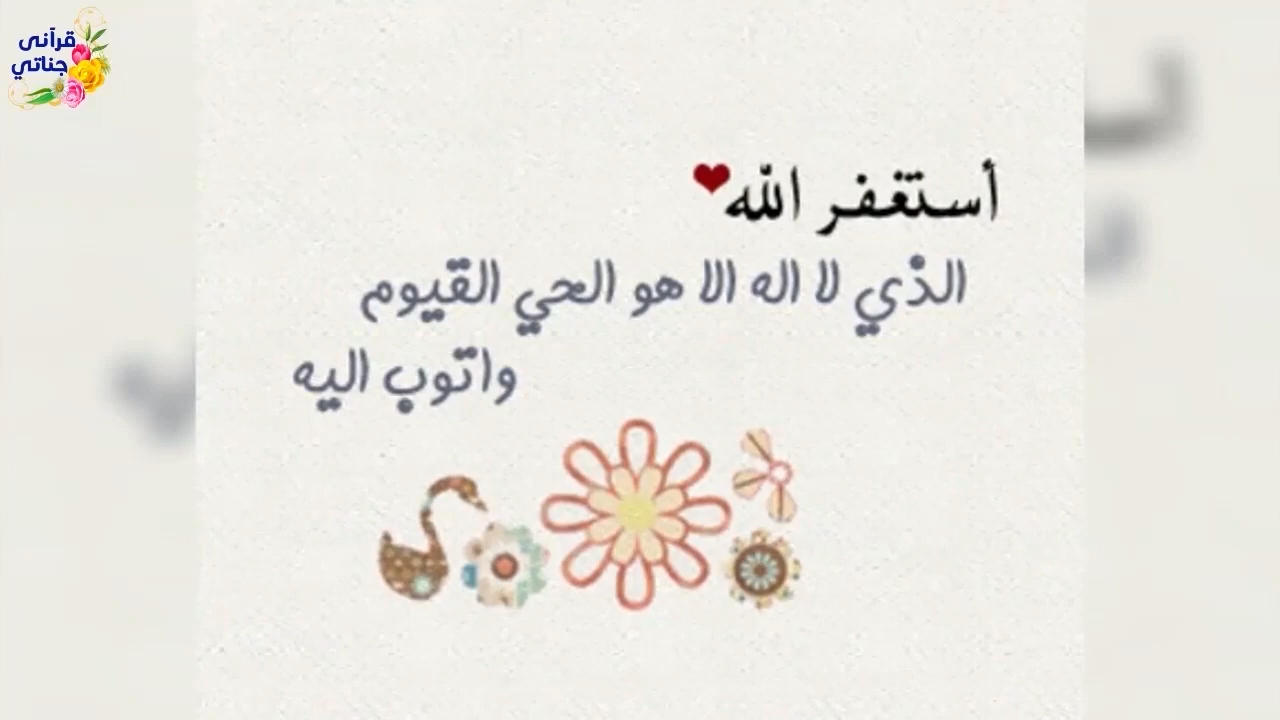 قرآنى
جناتي
أستغفر الله❤
الذي لا اله الا هو الحي القيوم
واتوب اليه